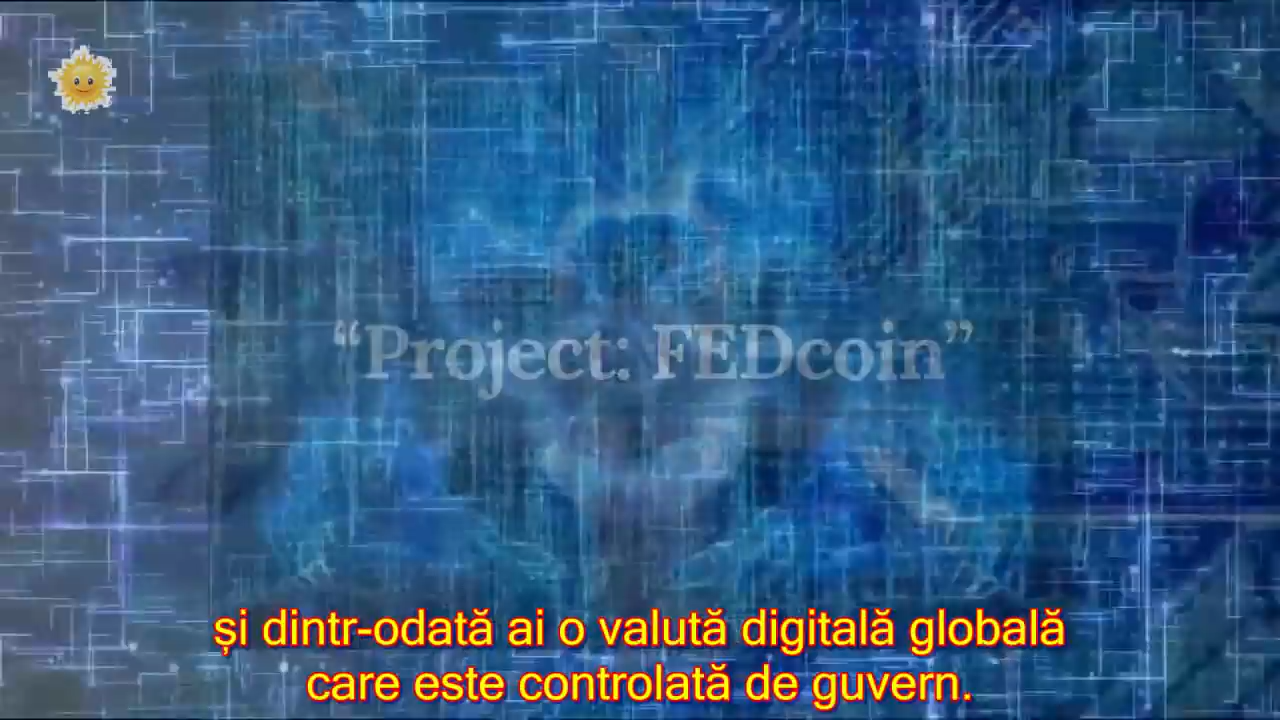 “Project: FEDcoin”
și dintr-odată ai o valută digitală globală
care este controlată de guvern.